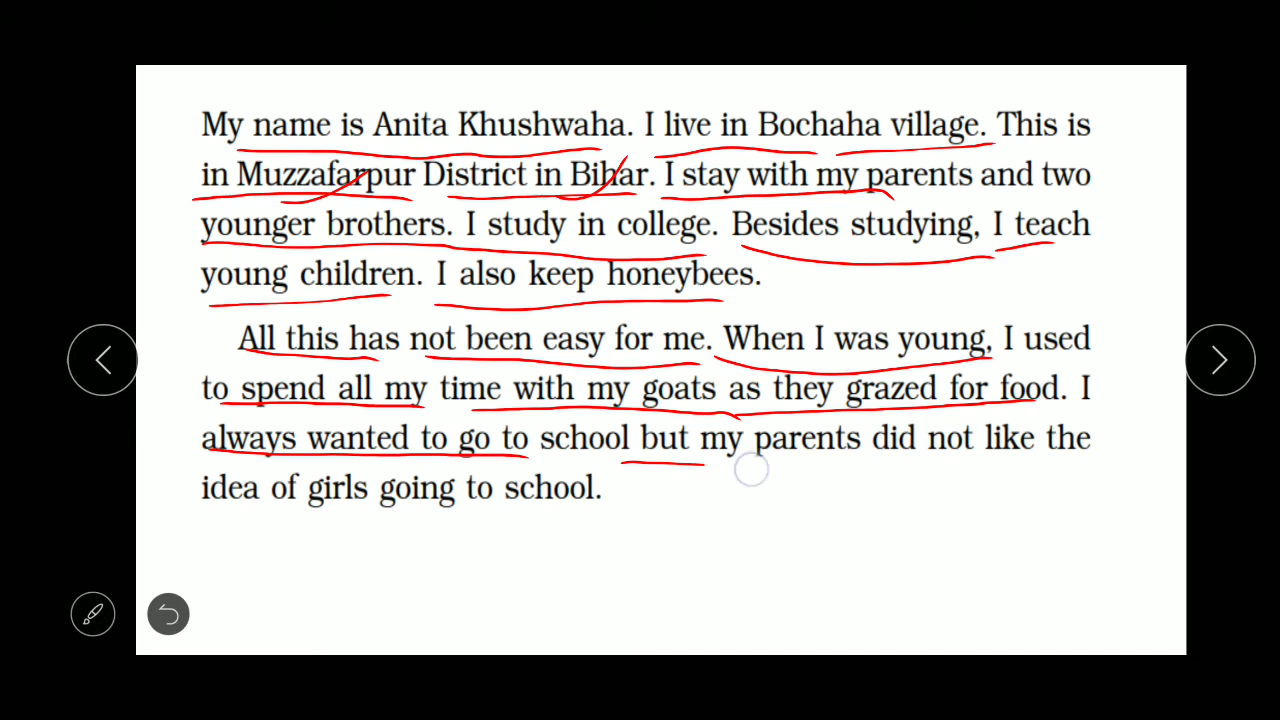 My name is Anita Khushwaha. I live in Bochaha village. This is
in Muzzafarpur District in Bihar. I stay with my parents and two
younger brothers. I study in college. Besides studying, I teach
young children. I also keep honeybees.
All this has not been easy for me. When I was young, I used
to spend all my time with my goats as they grazed for food. I
always wanted to go to school but my parents did not like the
idea of girls going to school.